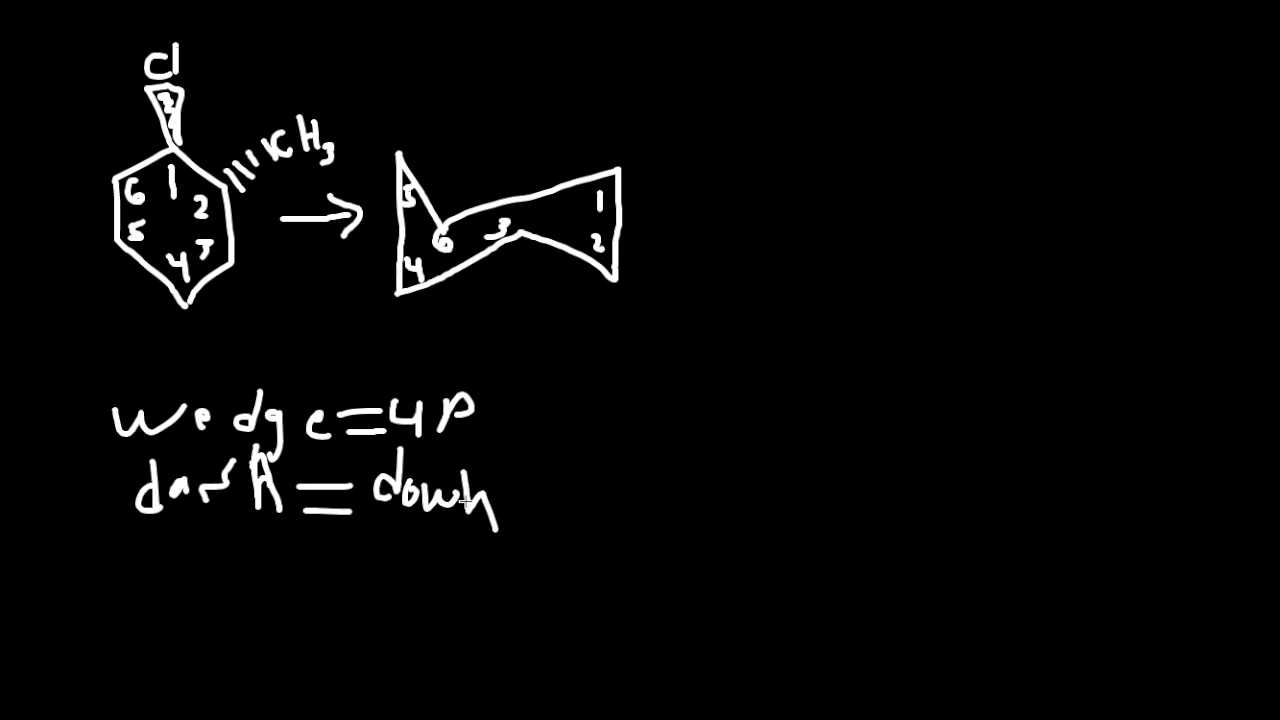 Cl
CH3
6 1 2
5 3
4
5 1
6 3 2
4
wedge = up
dash = down